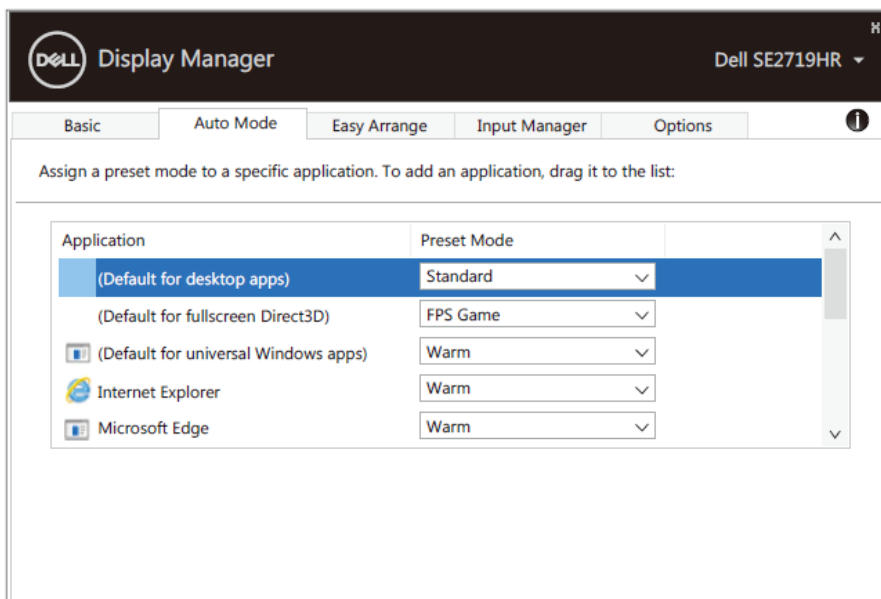 DELL Display Manager
Dell SE2719HR
Basic Auto Mode Easy Arrange Input Manager Options
Assign a preset mode to a specific application. To add an application, drag it to the list:
Application Preset Mode
(Default for desktop apps) Standard
(Default for fullscreen Direct3D) FPS Game
(Default for universal Windows apps) Warm
Internet Explorer Warm
Microsoft Edge Warm